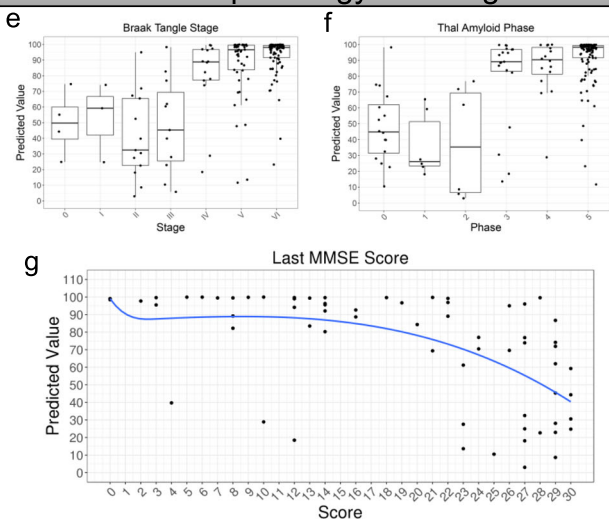 e
Braak Tangle Stage
Predicted Value
100
90
80
70
60
50
40
30
20
10
0
0
I
II
III
IV
V
VI
Stage
f
Thal Amyloid Phase
Predicted Value
100
90
80
70
60
50
40
30
20
10
0
0
1
2
3
4
5
Phase
g
Last MMSE Score
Predicted Value
110
100
90
80
70
60
50
40
30
20
10
0
0 1 2 3 4 5 6 7 8 9 10 11 12 13 14 15 16 17 18 19 20 21 22 23 24 25 26 27 28 29 30
Score